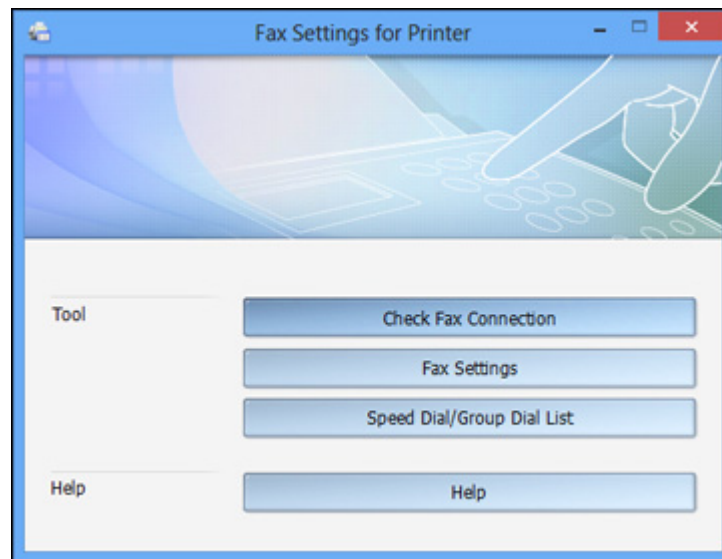 Fax Settings for Printer
Tool
Check Fax Connection
Fax Settings
Speed Dial/Group Dial List
Help
Help